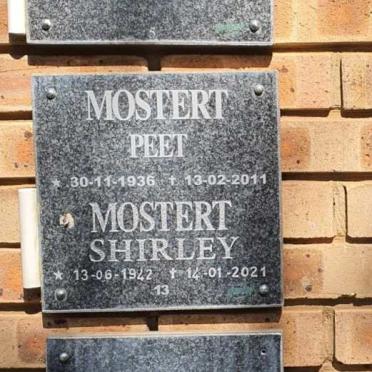 MOSTERT
PEET
★ 30-11-1936 † 13-02-2011
MOSTERT
SHIRLEY
★ 13-06-1942 † 14-01-2021
13